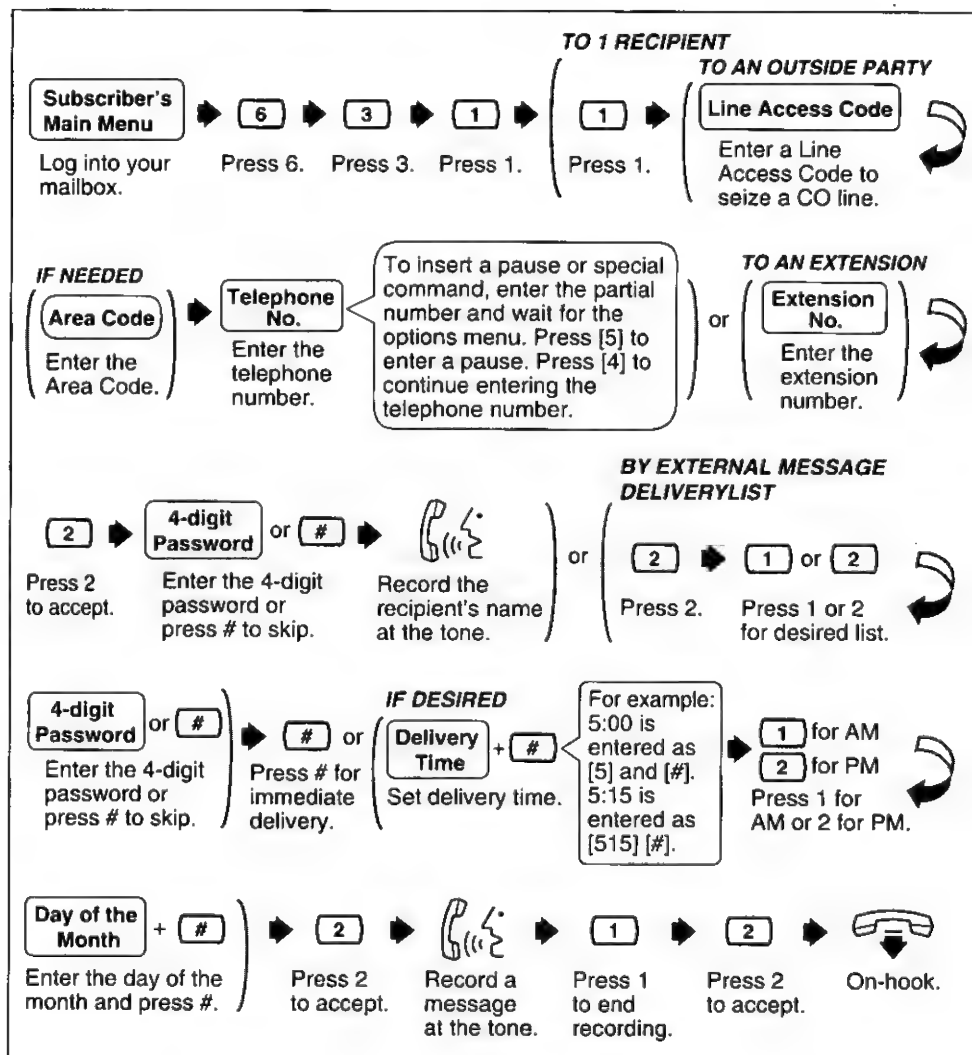 TO 1 RECIPIENT
TO AN OUTSIDE PARTY
Subscriber's
Main Menu
6
3
1
1
Line Access Code
Log into your
mailbox.
Press 6.
Press 3.
Press 1.
Press 1.
Enter a Line
Access Code to
seize a CO line.
IF NEEDED
Area Code
Enter the
Area Code.
Telephone
No.
Enter the
telephone
number.
To insert a pause or special
command, enter the partial
number and wait for the
options menu. Press [5] to
enter a pause. Press [4] to
continue entering the
telephone number.
or
TO AN EXTENSION
Extension
No.
Enter the
extension
number.
BY EXTERNAL MESSAGE
DELIVERYLIST
2
Press 2
to accept.
4-digit
Password
or #
Enter the 4-digit
password or
press # to skip.
Record the
recipient's name
at the tone.
or
2
Press 2.
1 or 2
Press 1 or 2
for desired list.
4-digit
Password
or #
Enter the 4-digit
password or
press # to skip.
# or
Press # for
immediate
delivery.
IF DESIRED
Delivery
Time
+ #
Set delivery time.
For example:
5:00 is
entered as
[5] and [#].
5:15 is
entered as
[515] [#].
1 for AM
2 for PM
Press 1 for
AM or 2 for PM.
Day of the
Month
+ #
Enter the day of the
month and press #.
2
Press 2
to accept.
Record a
message
at the tone.
1
Press 1
to end
recording.
2
Press 2
to accept.
On-hook.